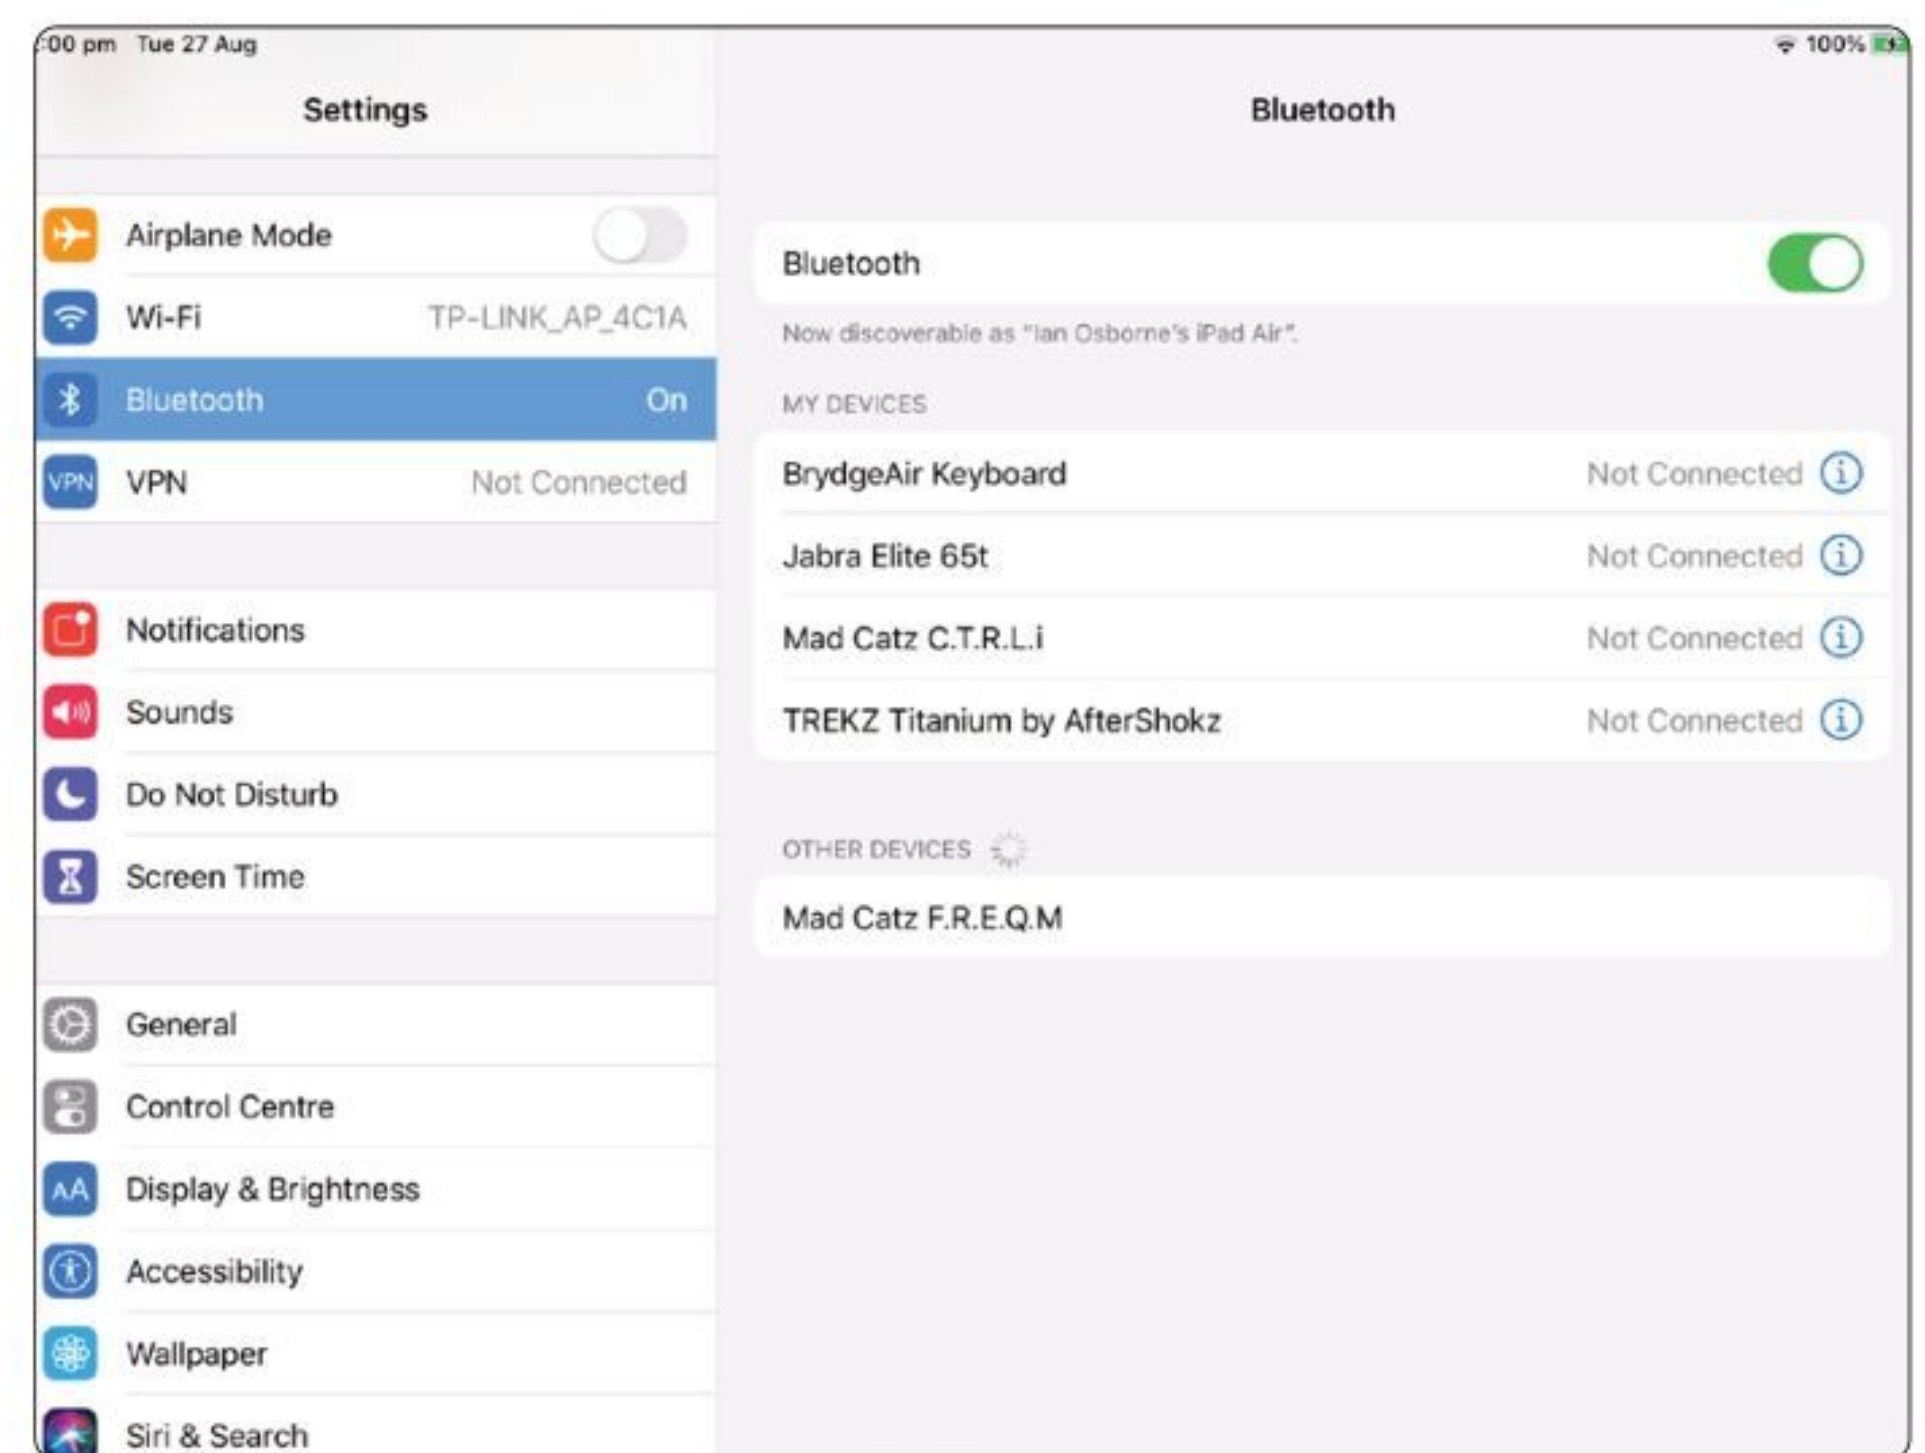 :00 pm Tue 27 Aug
100%
Settings
Airplane Mode
Wi-Fi TP-LINK_AP_4C1A
Bluetooth On
VPN VPN Not Connected
Notifications
Sounds
Do Not Disturb
Screen Time
General
Control Centre
AA Display & Brightness
Accessibility
Wallpaper
Siri & Search
Bluetooth
Bluetooth
Now discoverable as "Ian Osborne's iPad Air".
MY DEVICES
BrydgeAir Keyboard Not Connected i
Jabra Elite 65t Not Connected i
Mad Catz C.T.R.L.i Not Connected i
TREKZ Titanium by AfterShokz Not Connected i
OTHER DEVICES
Mad Catz F.R.E.Q.M